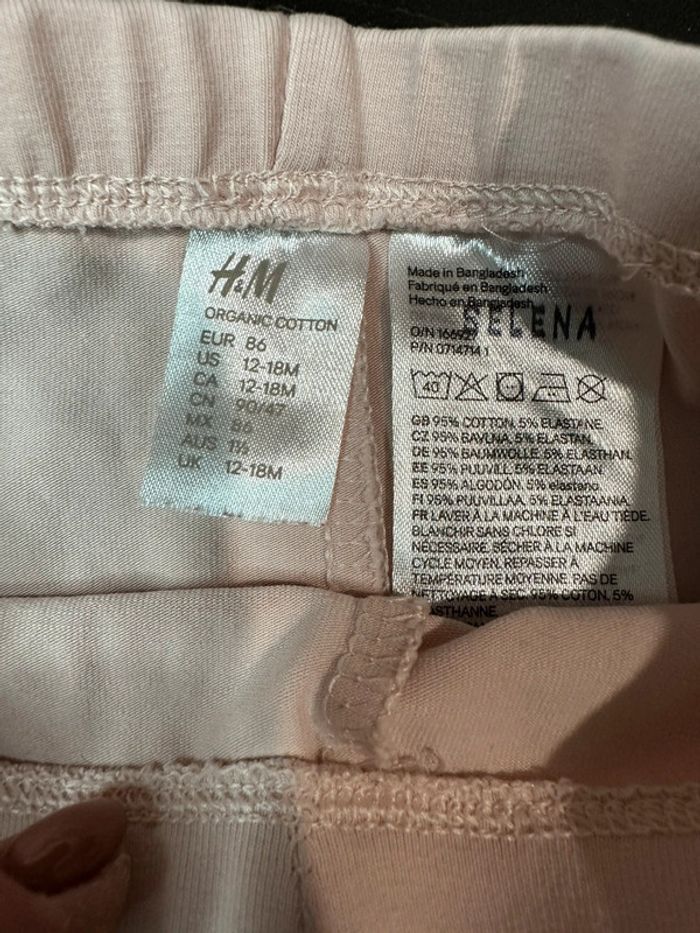 H&M
ORGANIC COTTON
EUR 86
US 12-18M
CA 12-18M
CN 90/47
MX 86
AUS 1½
UK 12-18M
Made in Bangladesh
Fabriqué en Bangladesh
Hecho en Bangladesh
SELENA
O/N
P/N 0714714 1
40
GB 95% COTTON, 5% ELASTANE
CZ 95% BAVLNA, 5% ELASTAN
DE 95% BAUMWOLLE, 5% ELASTHAN
EE 95% PUUVILL, 5% ELASTAAN
ES 95% ALGODÓN, 5% elastano
FI 95% PUUVILLAA, 5% ELASTAANIA
FR LAVER À LA MACHINE À L'EAU TIÈDE.
BLANCHIR SANS CHLORE SI
NÉCESSAIRE. SÉCHER À LA MACHINE
CYCLE MOYEN. REPASSER À
TEMPÉRATURE MOYENNE. PAS DE
NETTOYAGE À SEC. 95% COTON, 5%
ASTHANNE